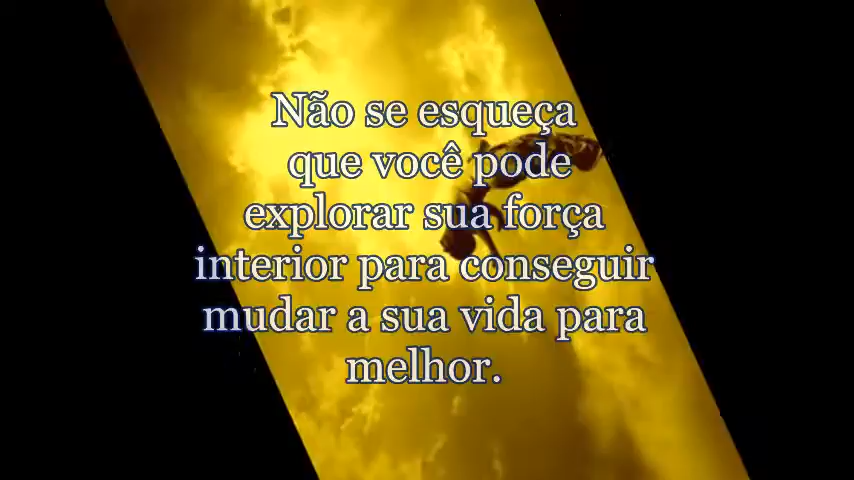 Não se esqueça
que você pode
explorar sua força
interior para conseguir
mudar a sua vida para
melhor.